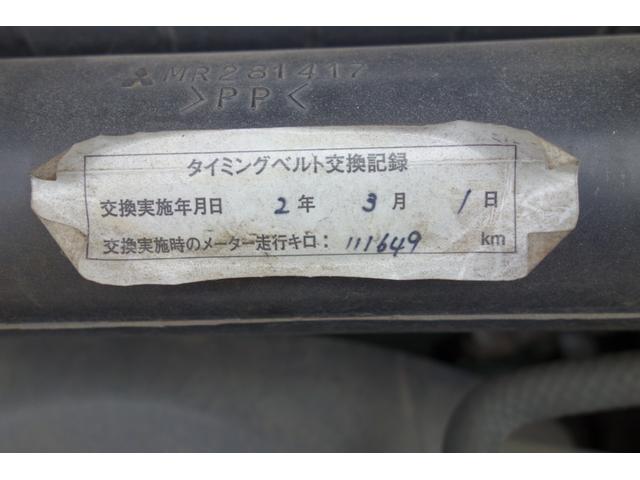 MR281417
>PP<
タイミングベルト交換記録
交換実施年月日 2年 3月 1日
交換実施時のメーター走行キロ：111649 km